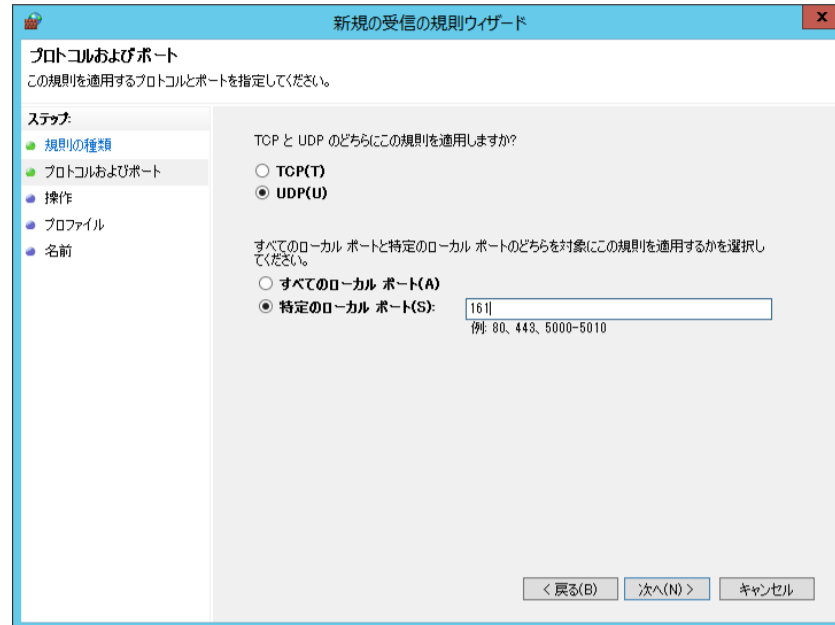 新規の受信の規則ウィザード
x
プロトコルおよびポート
この規則を適用するプロトコルとポートを指定してください。
ステップ:
規則の種類
プロトコルおよびポート
操作
プロファイル
名前
TCP と UDP のどちらにこの規則を適用しますか?
TCP(T)
UDP(U)
すべてのローカル ポートと特定のローカル ポートのどちらを対象にこの規則を適用するかを選択し
てください。
すべてのローカル ポート(A)
特定のローカル ポート(S): 161
例: 80、443、5000-5010
< 戻る(B) 次へ(N) > キャンセル